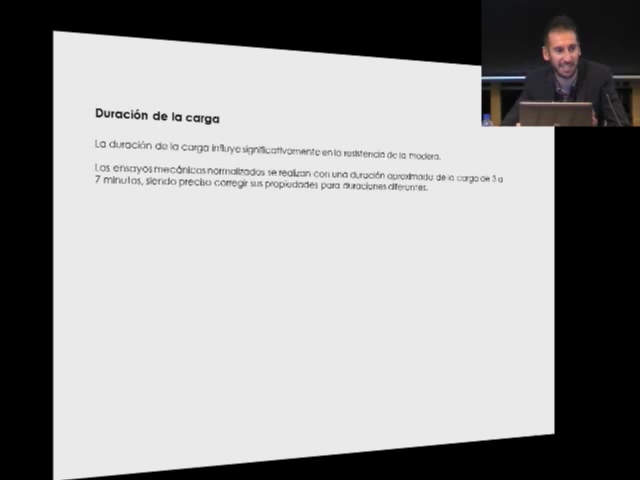 Duración de la carga
La duración de la carga influye significativamente en la resistencia de la madera.
Los ensayos mecánicos normalizados se realizan con una duración aproximada de la carga de 3 a
7 minutos, siendo preciso corregir sus propiedades para duraciones diferentes.